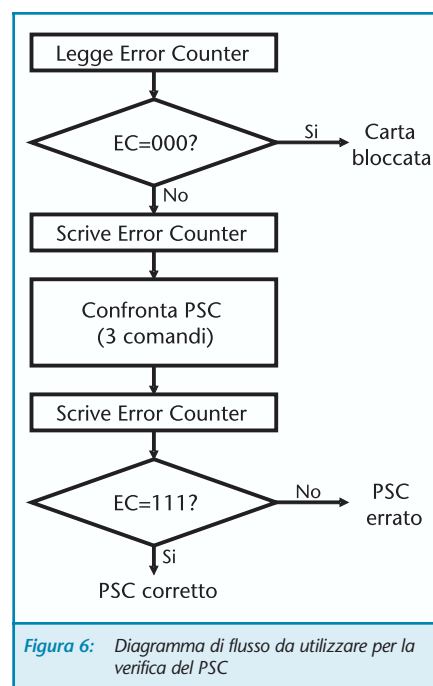 Legge Error Counter
EC=000?
Si
Carta
bloccata
No
Scrive Error Counter
Confronta PSC
(3 comandi)
Scrive Error Counter
EC=111?
No
PSC
errato
Si
PSC corretto
Figura 6: Diagramma di flusso da utilizzare per la
verifica del PSC